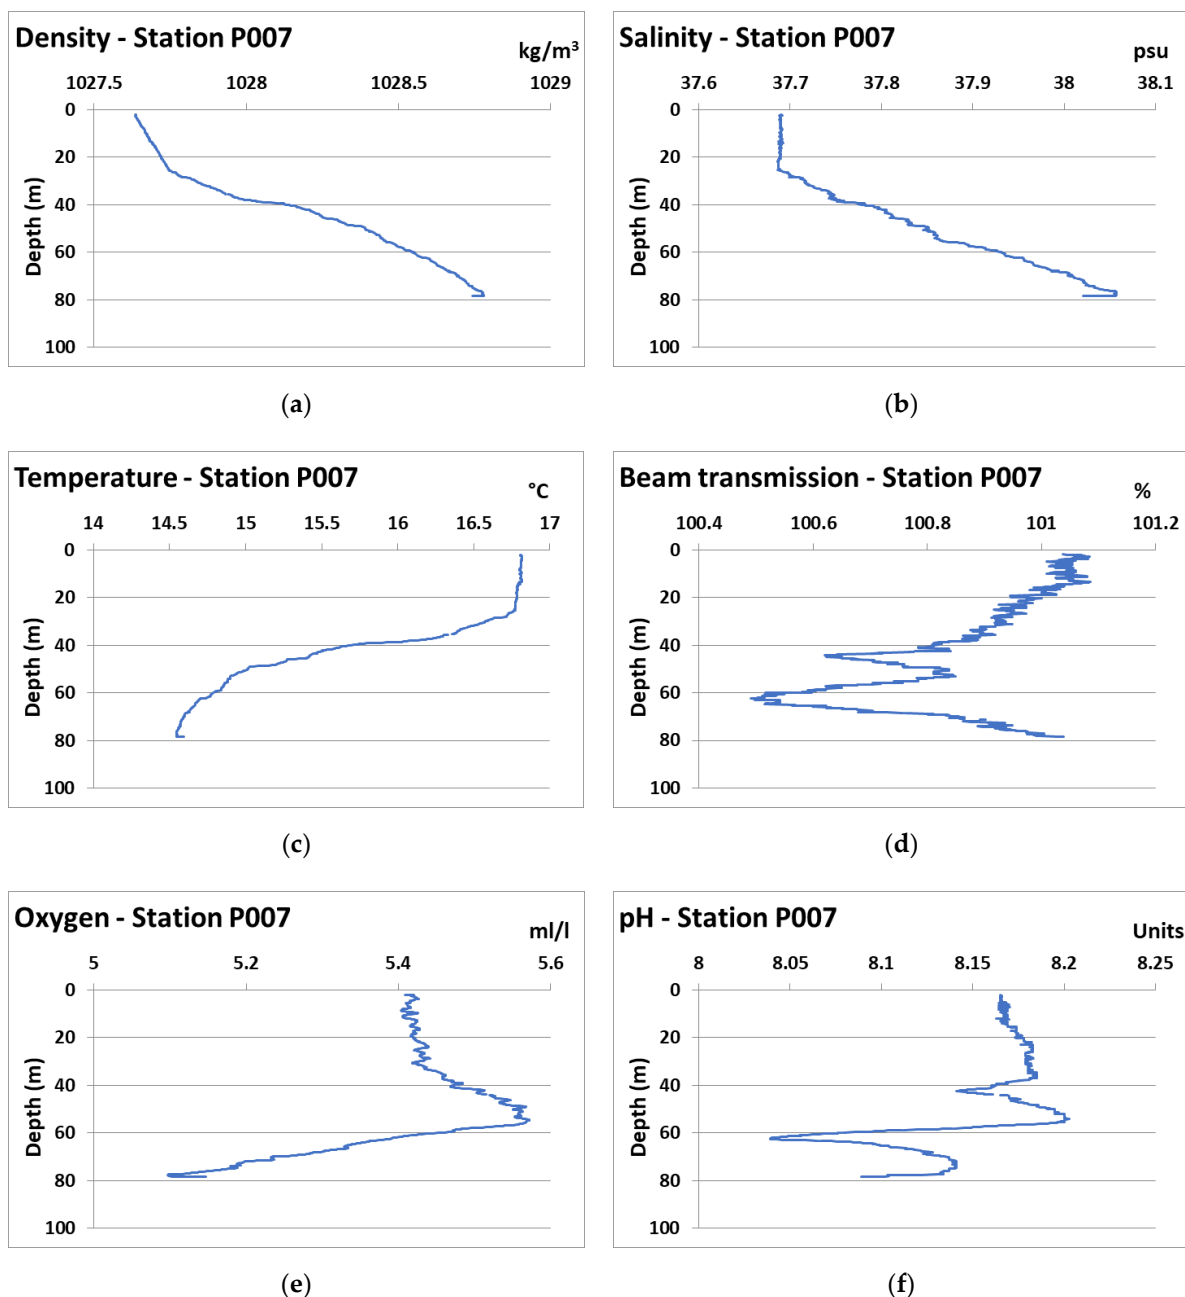 Density - Station P007
kg/m³
1027.5 1028 1028.5 1029
0
20
40
60
80
100
Depth (m)
(a)
Salinity - Station P007
psu
37.6 37.7 37.8 37.9 38 38.1
0
20
40
60
80
100
Depth (m)
(b)
Temperature - Station P007
°C
14 14.5 15 15.5 16 16.5 17
0
20
40
60
80
100
Depth (m)
(c)
Beam transmission - Station P007
%
100.4 100.6 100.8 101 101.2
0
20
40
60
80
100
Depth (m)
(d)
Oxygen - Station P007
ml/l
5 5.2 5.4 5.6
0
20
40
60
80
100
Depth (m)
(e)
pH - Station P007
Units
8 8.05 8.1 8.15 8.2 8.25
0
20
40
60
80
100
Depth (m)
(f)